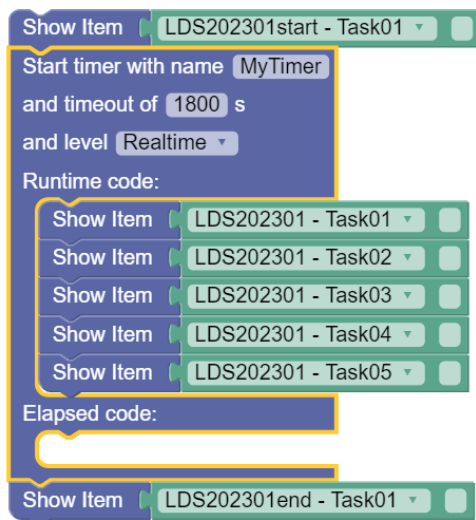 Show Item LDS202301start - Task01
Start timer with name MyTimer
and timeout of 1800 s
and level Realtime
Runtime code:
Show Item LDS202301 - Task01
Show Item LDS202301 - Task02
Show Item LDS202301 - Task03
Show Item LDS202301 - Task04
Show Item LDS202301 - Task05
Elapsed code:
Show Item LDS202301end - Task01